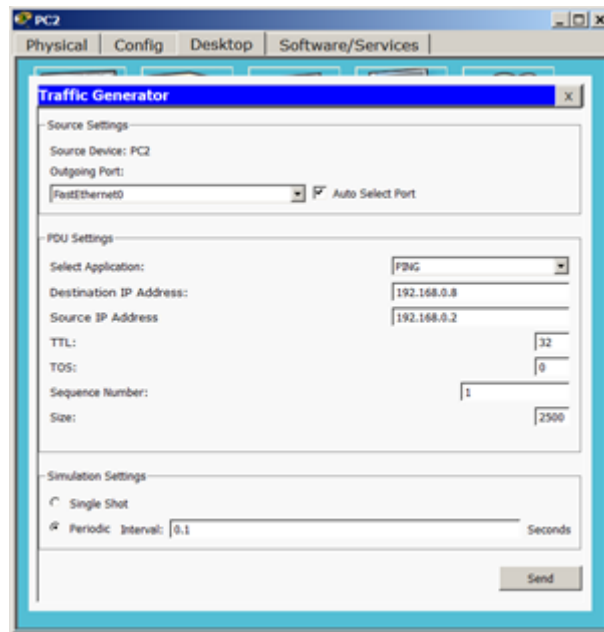 PC2
Physical Config Desktop Software/Services
Traffic Generator X
Source Settings
Source Device: PC2
Outgoing Port:
FastEthernet0 Auto Select Port
PDU Settings
Select Application: PING
Destination IP Address: 192.168.0.8
Source IP Address 192.168.0.2
TTL: 32
TOS: 0
Sequence Number: 1
Size: 2500
Simulation Settings
Single Shot
Periodic Interval: 0.1 Seconds
Send